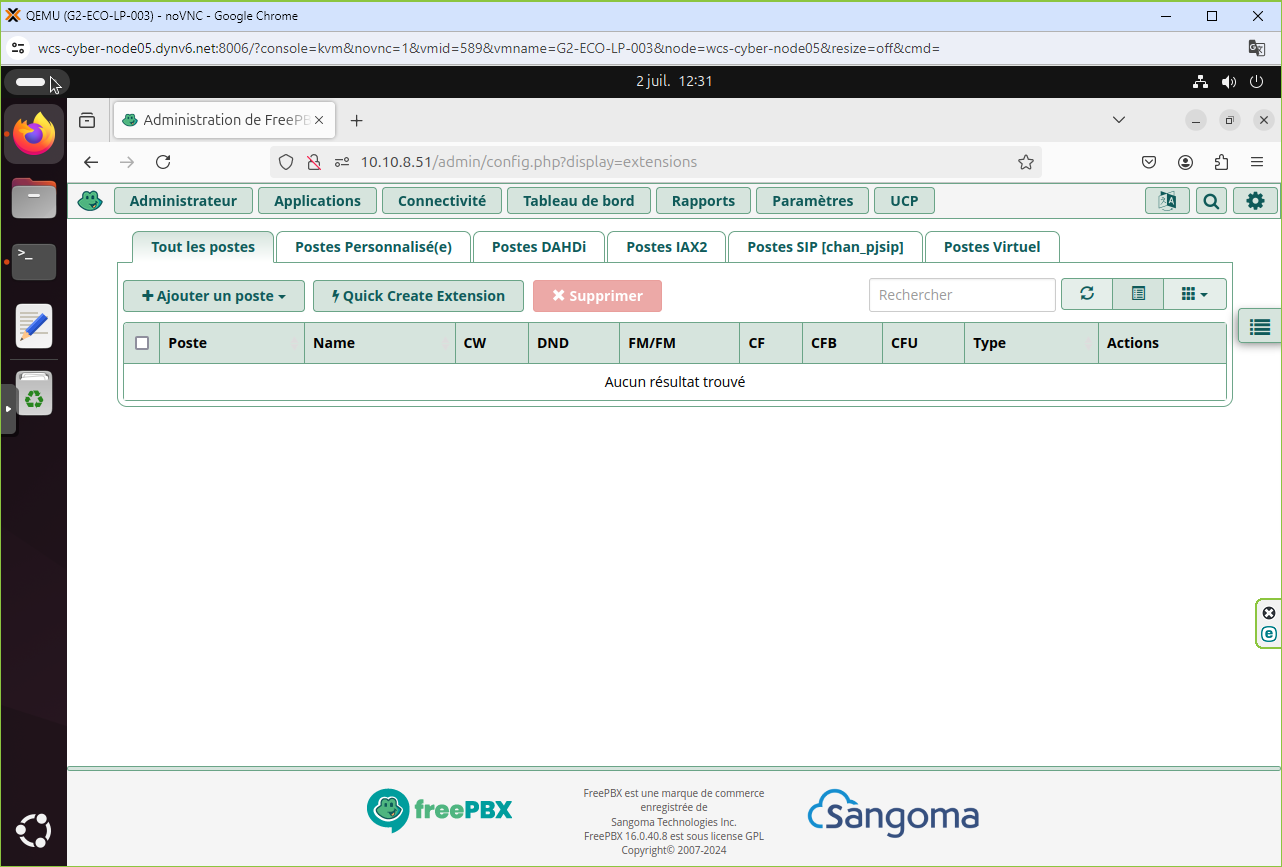 QEMU (G2-ECO-LP-003) - noVNC - Google Chrome
wcs-cyber-node05.dynv6.net:8006/?console=kvm&novnc=1&vmid=589&vmname=G2-ECO-LP-003&node=wcs-cyber-node05&resize=off&cmd=
2 juil. 12:31
Administration de FreePB
10.10.8.51/admin/config.php?display=extensions
Administrateur Applications Connectivité Tableau de bord Rapports Paramètres UCP
Tout les postes Postes Personnalisé(e) Postes DAHDi Postes IAX2 Postes SIP [chan_pjsip] Postes Virtuel
Ajouter un poste Quick Create Extension Supprimer Rechercher
Poste Name CW DND FM/FM CF CFB CFU Type Actions
Aucun résultat trouvé
freePBX
FreePBX est une marque de commerce
enregistrée de
Sangoma Technologies Inc.
FreePBX 16.0.40.8 est sous license GPL
Copyright© 2007-2024
Sangoma